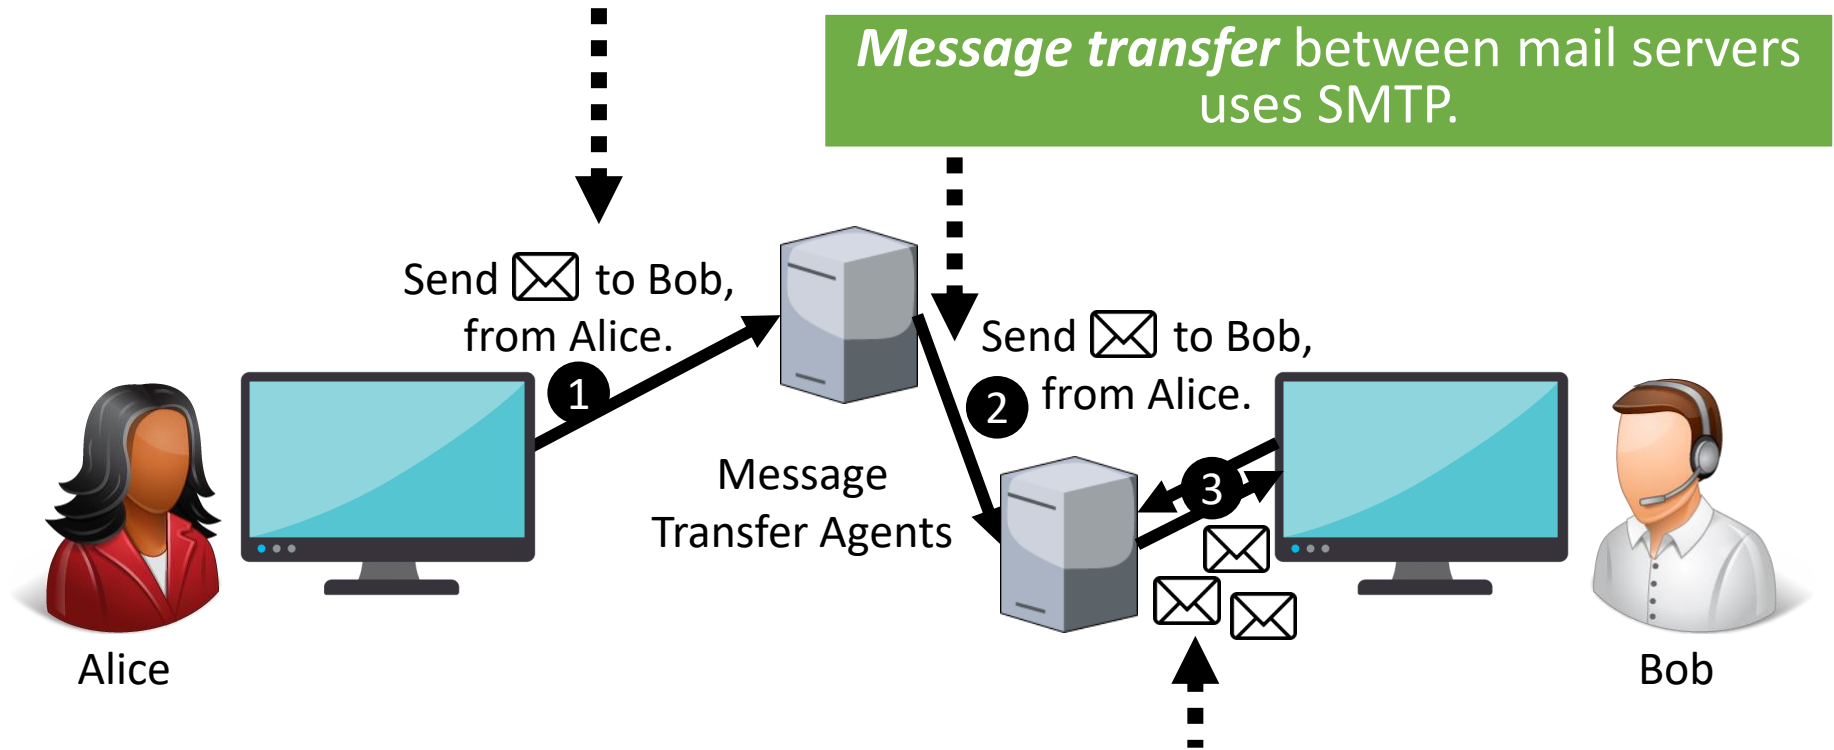 Message transfer between mail servers
uses SMTP.
Send to Bob,
from Alice.
1
Send to Bob,
from Alice.
2
Message
Transfer Agents
3
Alice
Bob